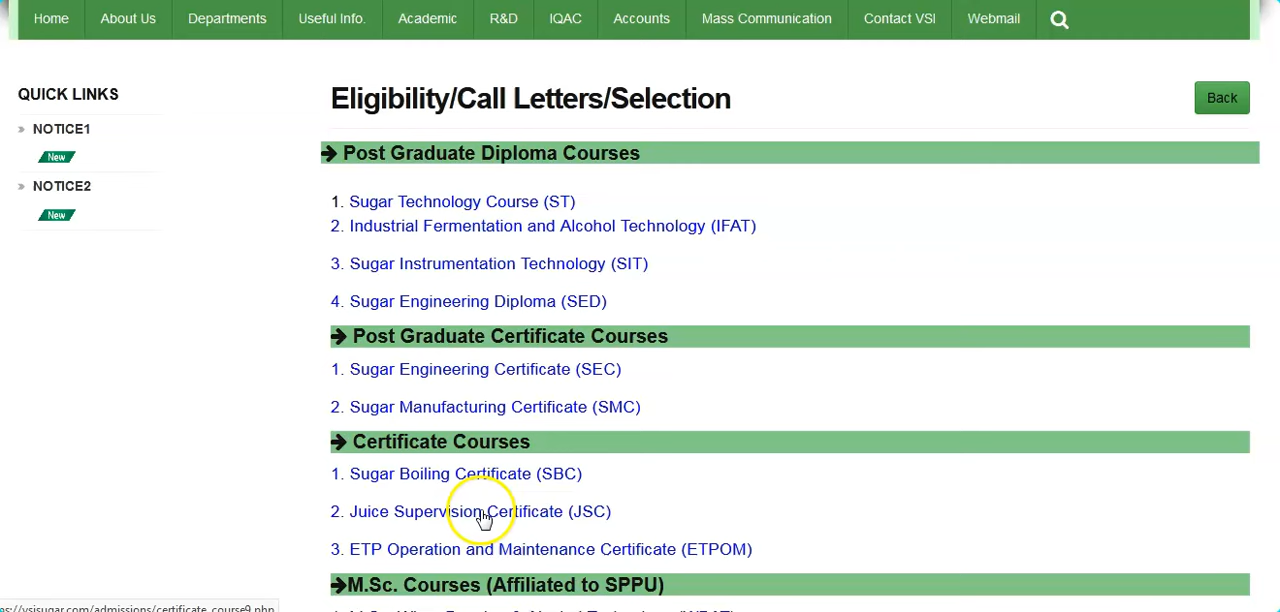 Home About Us Departments Useful Info. Academic R&D IQAC Accounts Mass Communication Contact VSI Webmail
QUICK LINKS
» NOTICE1
New
» NOTICE2
New
Eligibility/Call Letters/Selection
Back
Post Graduate Diploma Courses
1. Sugar Technology Course (ST)
2. Industrial Fermentation and Alcohol Technology (IFAT)
3. Sugar Instrumentation Technology (SIT)
4. Sugar Engineering Diploma (SED)
Post Graduate Certificate Courses
1. Sugar Engineering Certificate (SEC)
2. Sugar Manufacturing Certificate (SMC)
Certificate Courses
1. Sugar Boiling Certificate (SBC)
2. Juice Supervision Certificate (JSC)
3. ETP Operation and Maintenance Certificate (ETPOM)
M.Sc. Courses (Affiliated to SPPU)